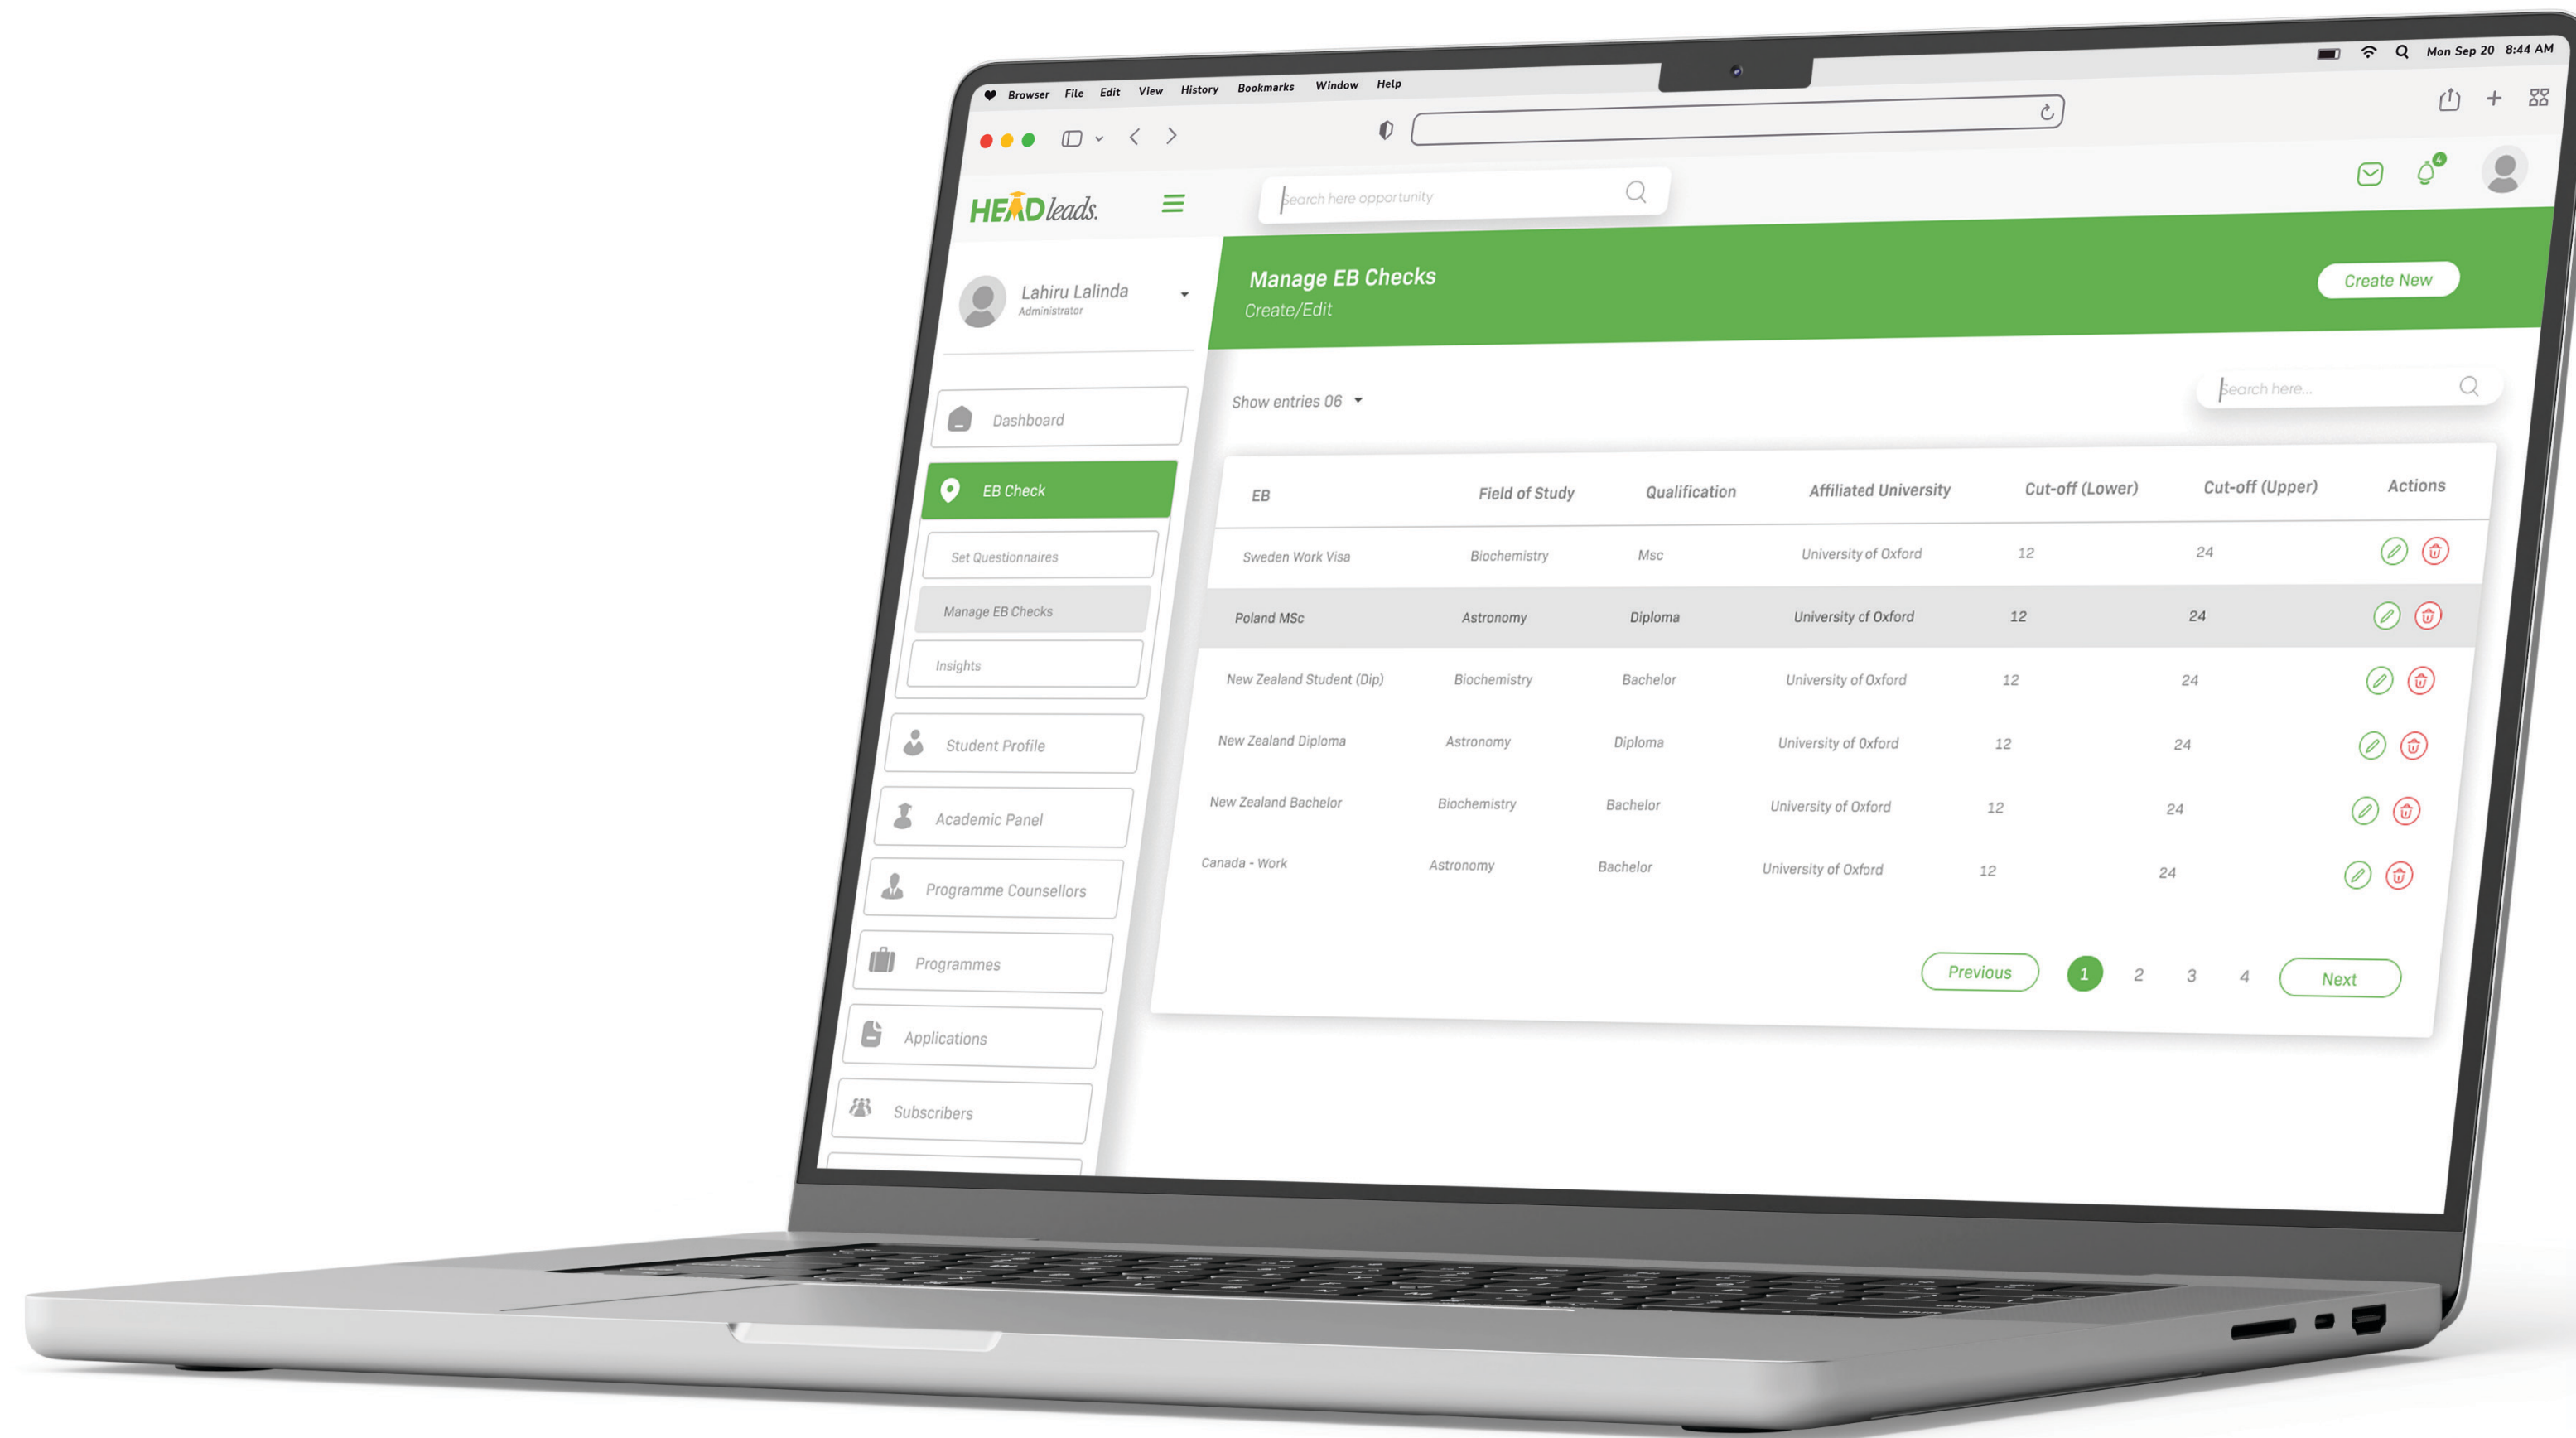 Browser File Edit View History Bookmarks Window Help
Mon Sep 20 8:44 AM
HEADleads.
Search here opportunity
4
Lahiru Lalinda
Administrator
Manage EB Checks
Create/Edit
Create New
Dashboard
EB Check
Set Questionnaires
Manage EB Checks
Insights
Student Profile
Academic Panel
Programme Counsellors
Programmes
Applications
Subscribers
Show entries 06
Search here...
EB Field of Study Qualification Affiliated University Cut-off (Lower) Cut-off (Upper) Actions
Sweden Work Visa Biochemistry Msc University of Oxford 12 24
Poland MSc Astronomy Diploma University of Oxford 12 24
New Zealand Student (Dip) Biochemistry Bachelor University of Oxford 12 24
New Zealand Diploma Astronomy Diploma University of Oxford 12 24
New Zealand Bachelor Biochemistry Bachelor University of Oxford 12 24
Canada - Work Astronomy Bachelor University of Oxford 12 24
Previous 1 2 3 4 Next